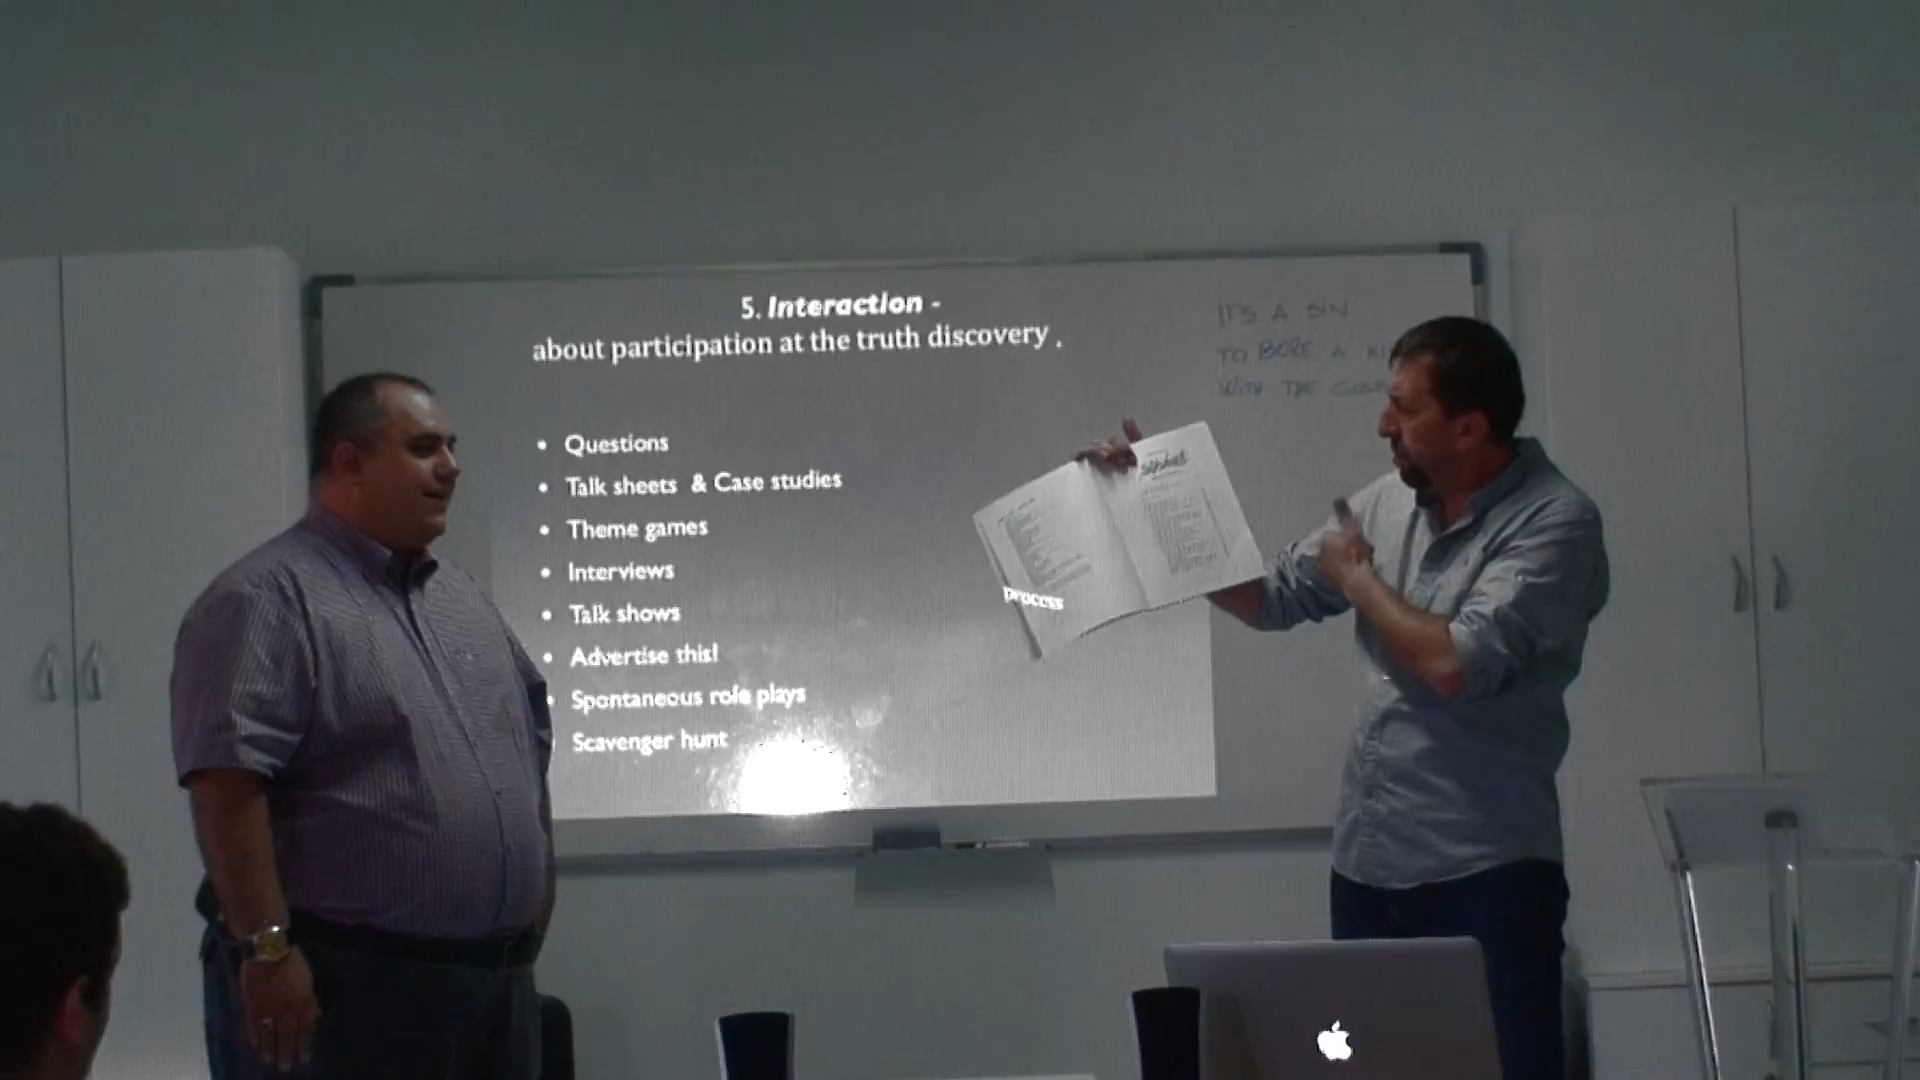 5. Interaction -
about participation at the truth discovery .
process
• Questions
• Talk sheets & Case studies
• Theme games
• Interviews
• Talk shows
• Advertise this!
• Spontaneous role plays
Scavenger hunt
IT'S A SIN
TO BORE A
WITH THE